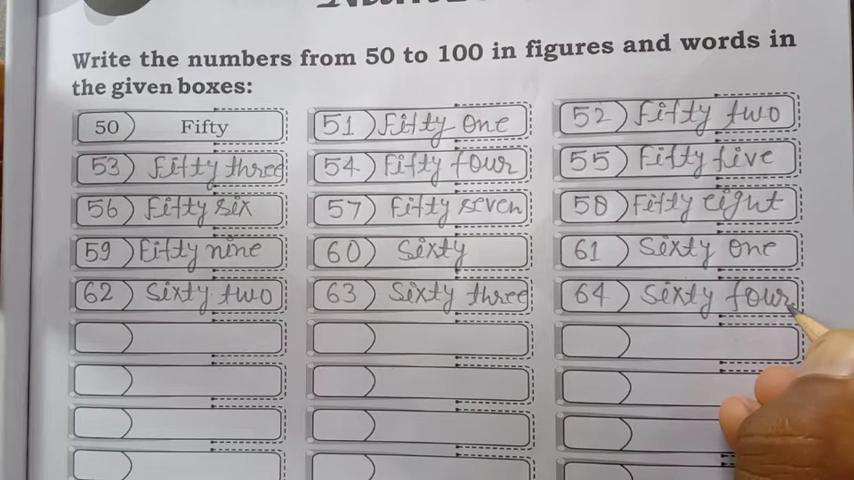 Write the numbers from 50 to 100 in figures and words in
the given boxes:
50 Fifty 51 Fifty one 52 Fifty two
53 Fifty three 54 Fifty four 55 Fifty five
56 Fifty six 57 Fifty seven 58 Fifty eight
59 Fifty nine 60 Sixty 61 Sixty one
62 Sixty two 63 Sixty three 64 Sixty four